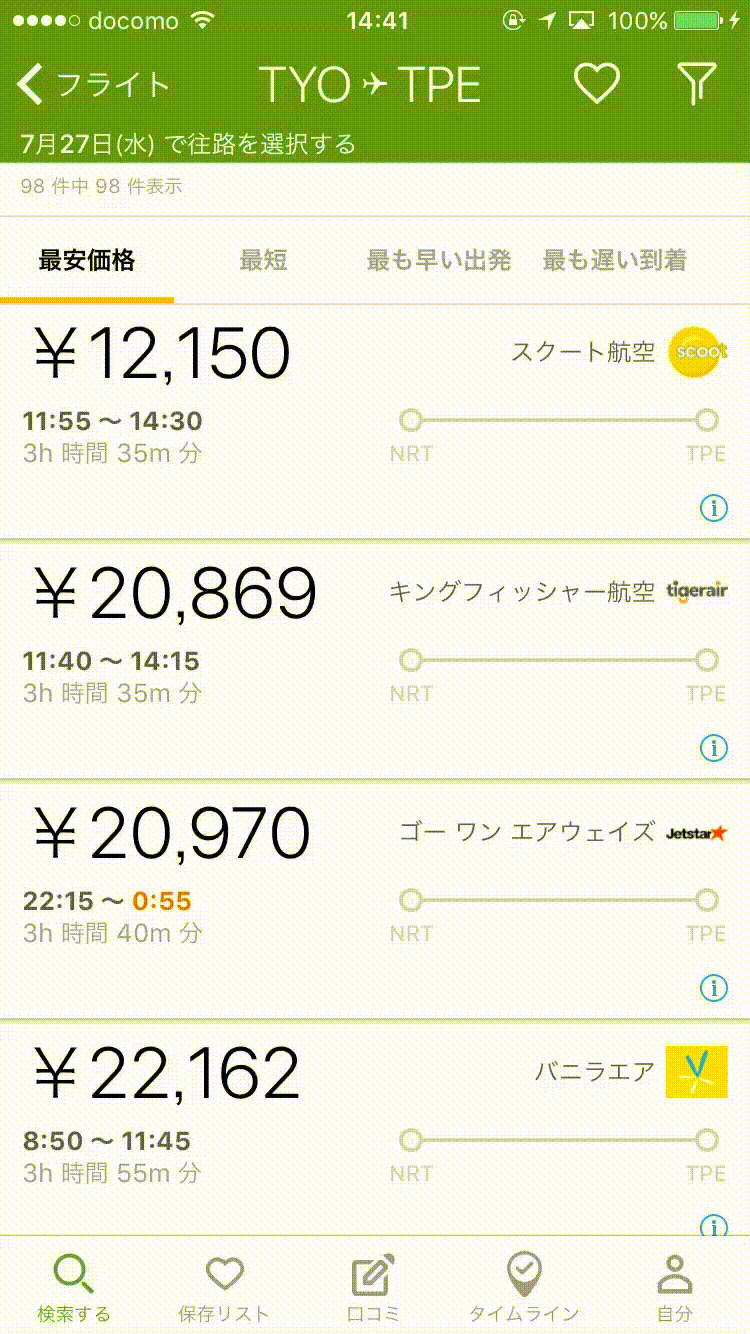 docomo 14:41 100%
フライト TYO TPE
7月27日(水) で往路を選択する
98 件中 98 件表示
最安価格 最短 最も早い出発 最も遅い到着
¥12,150 スクート航空 scoot
11:55 〜 14:30
3h 時間 35m 分 NRT TPE
¥20,869 キングフィッシャー航空 tigerair
11:40 〜 14:15
3h 時間 35m 分 NRT TPE
¥20,970 ゴー ワン エアウェイズ Jetstar
22:15 〜 0:55
3h 時間 40m 分 NRT TPE
¥22,162 バニラエア
8:50 〜 11:45
3h 時間 55m 分 NRT TPE
検索する 保存リスト 口コミ タイムライン 自分